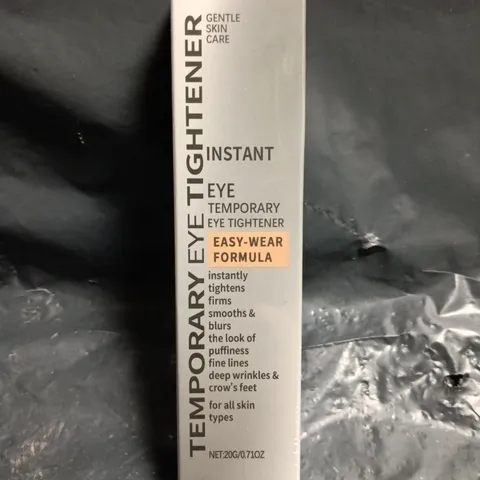 TEMPORARY EYE TIGHTENER
GENTLE
SKIN
CARE
INSTANT
EYE
TEMPORARY
EYE TIGHTENER
EASY-WEAR
FORMULA
instantly
tightens
firms
smooths &
blurs
the look of
puffiness
fine lines
deep wrinkles &
crow's feet
for all skin
types
NET:20G/0.71OZ